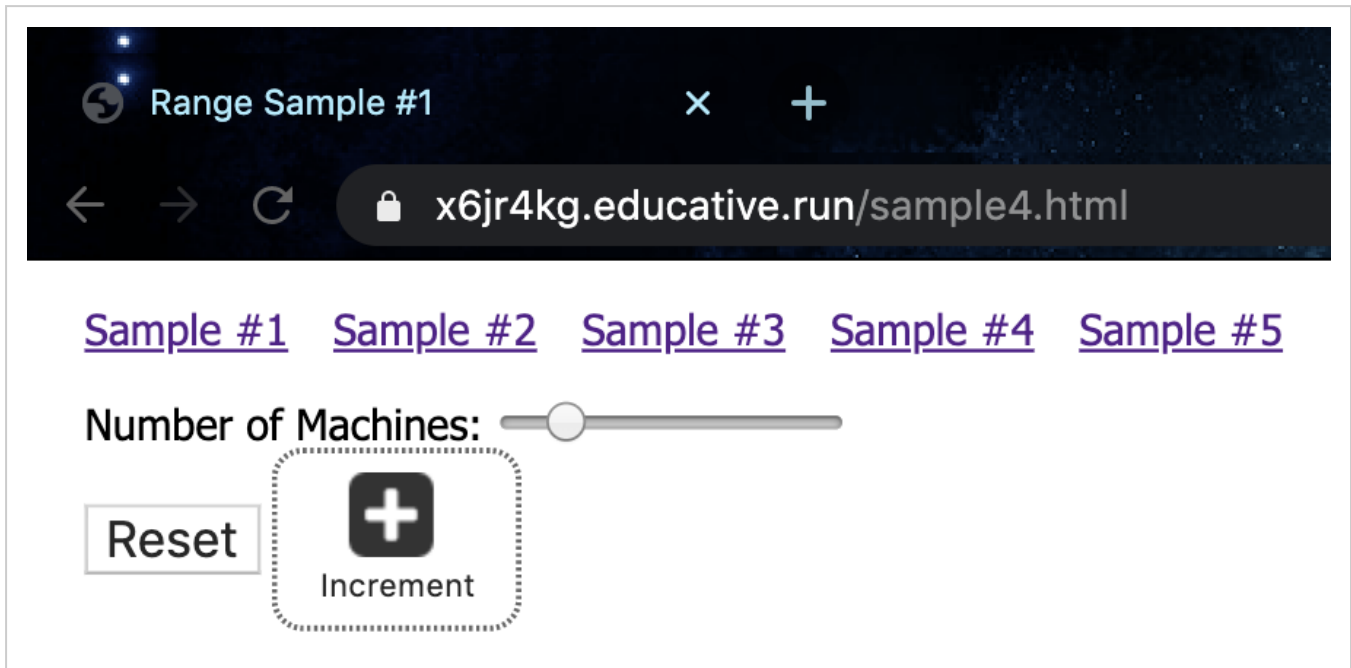 Range Sample #1
x6jr4kg.educative.run/sample4.html
Sample #1 Sample #2 Sample #3 Sample #4 Sample #5
Number of Machines:
Reset
Increment